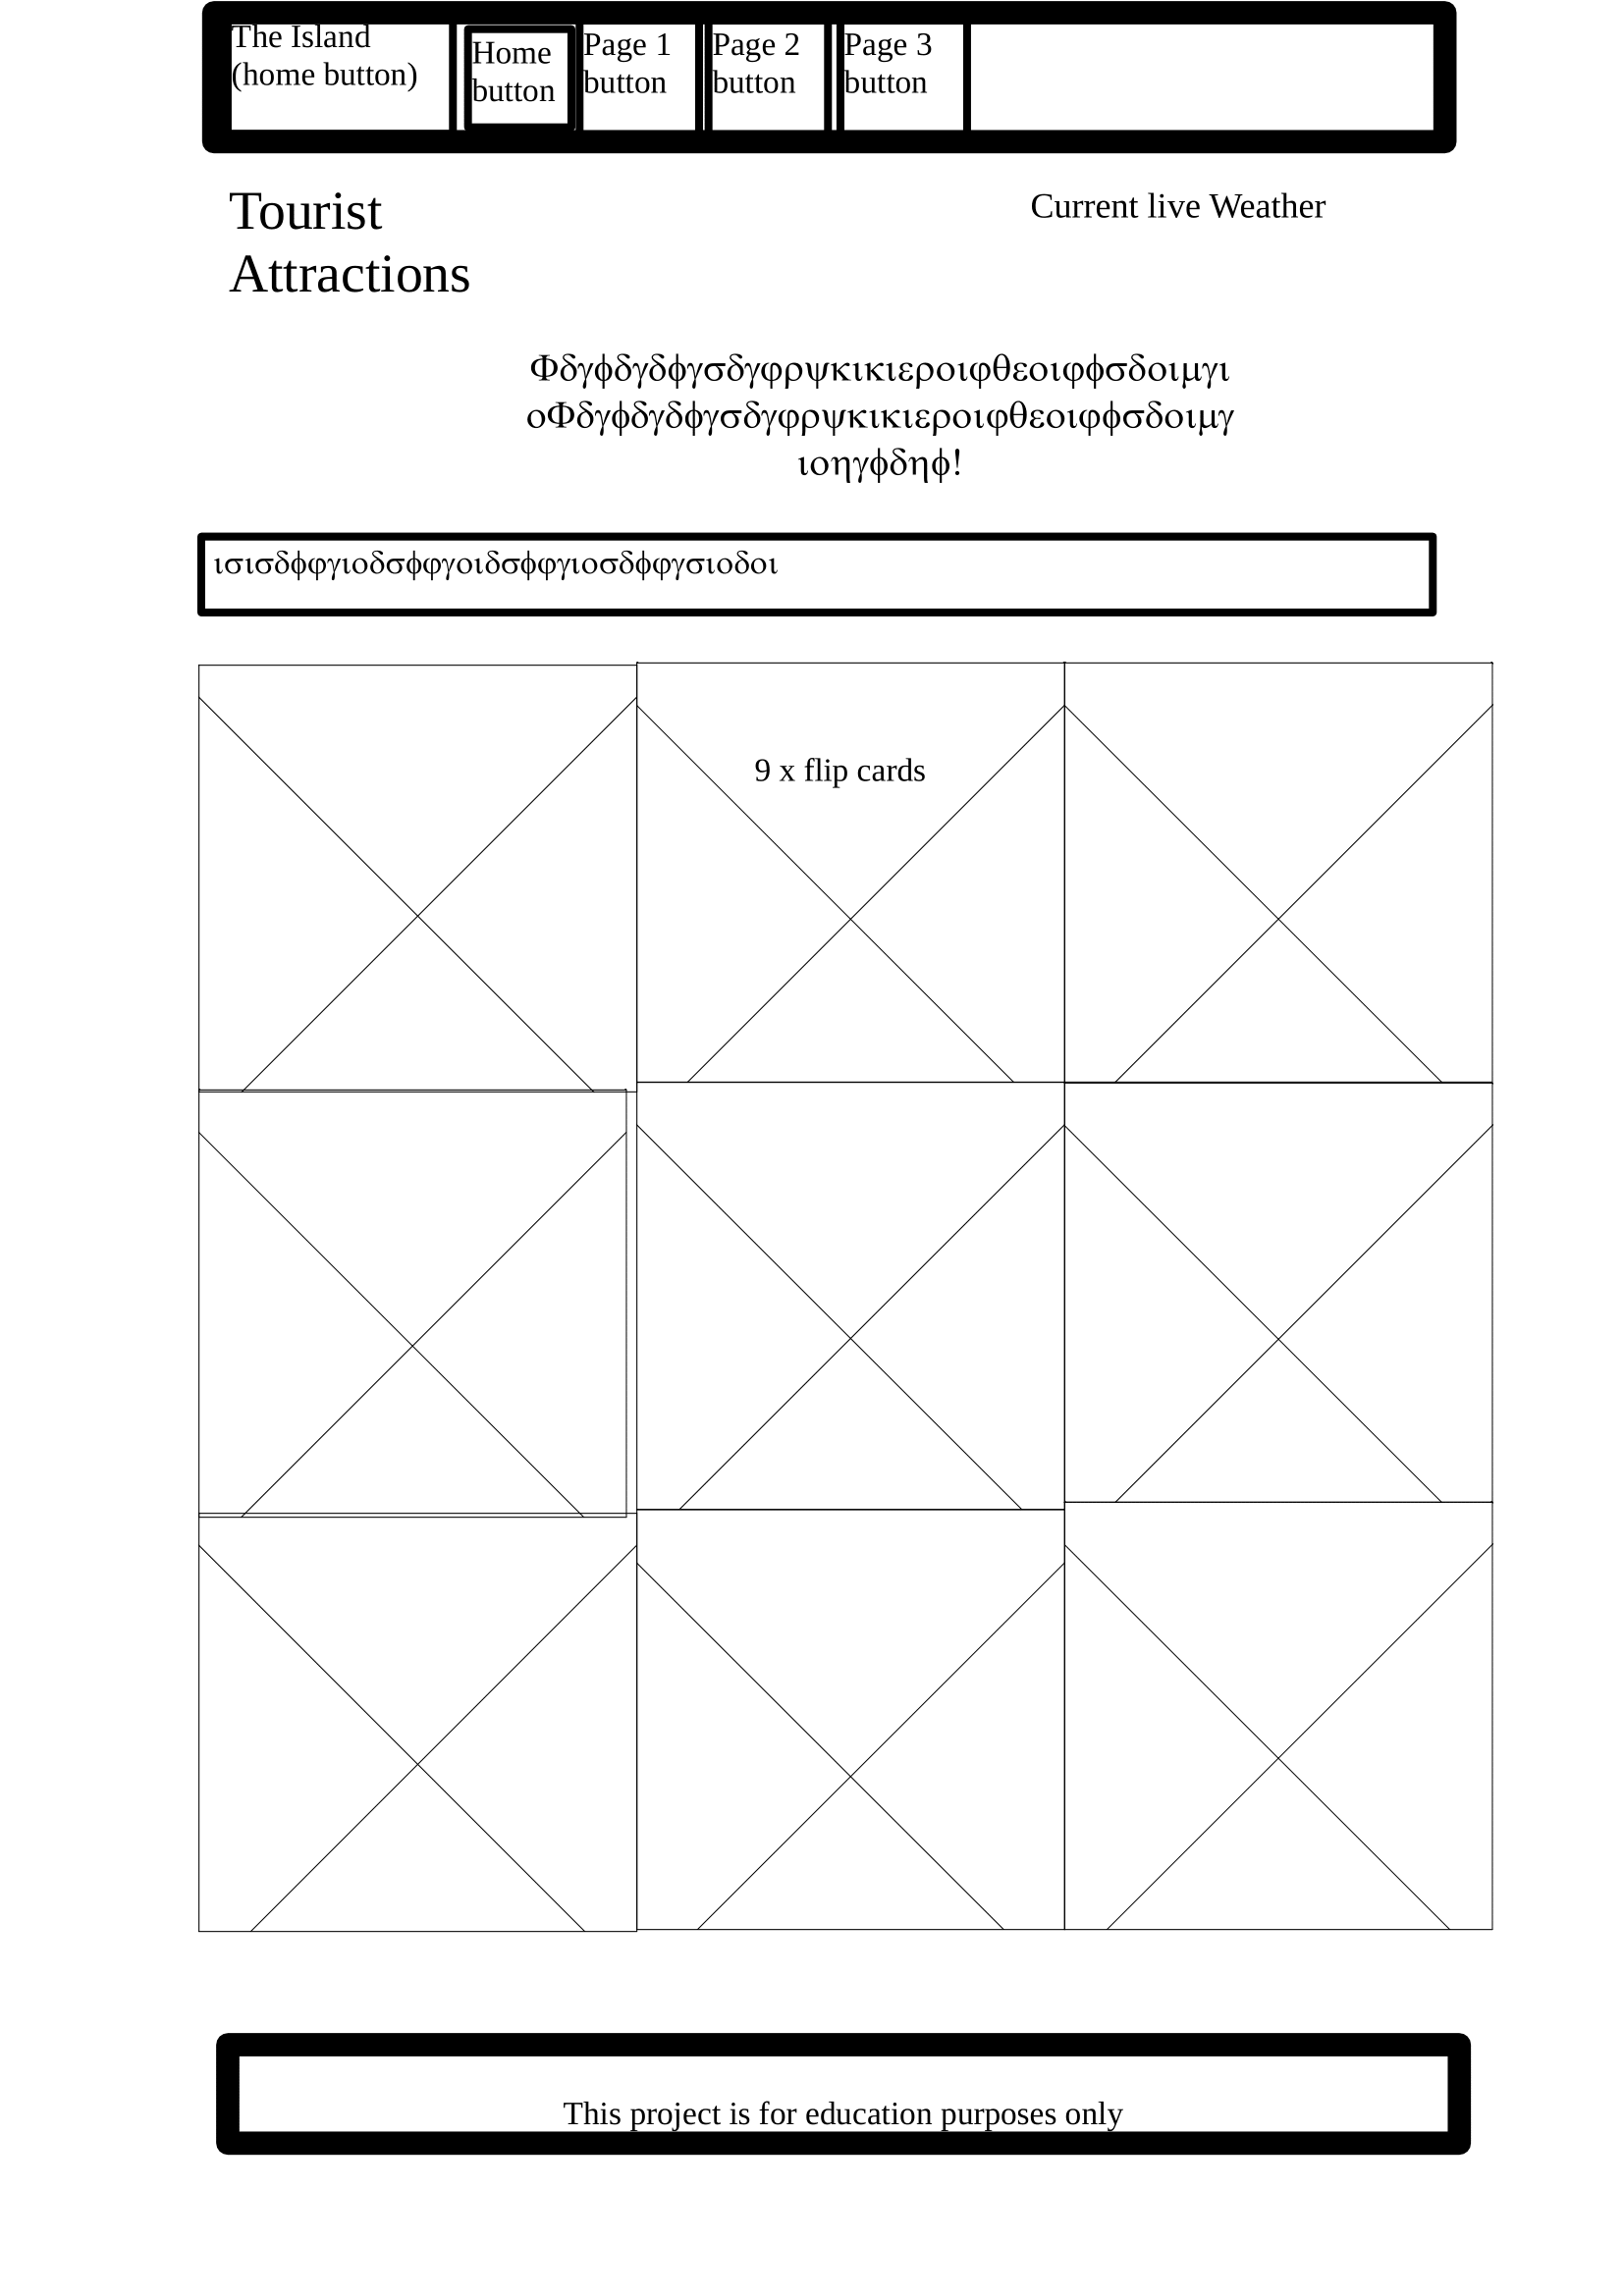 The Island
(home button)
Home
button
Page 1
button
Page 2
button
Page 3
button
Tourist
Attractions
Current live Weather
Φδγϕδγδϕγσδγφρψκικιεροιφθεοιφϕσδοιμγι
οΦδγϕδγδϕγσδγφρψκικιεροιφθεοιφϕσδοιμγ
ιοηγϕδηϕ!
ισισδϕφγιοδσϕφγοιδσϕφγιοσδϕφγσιοδοι
9 x flip cards
This project is for education purposes only